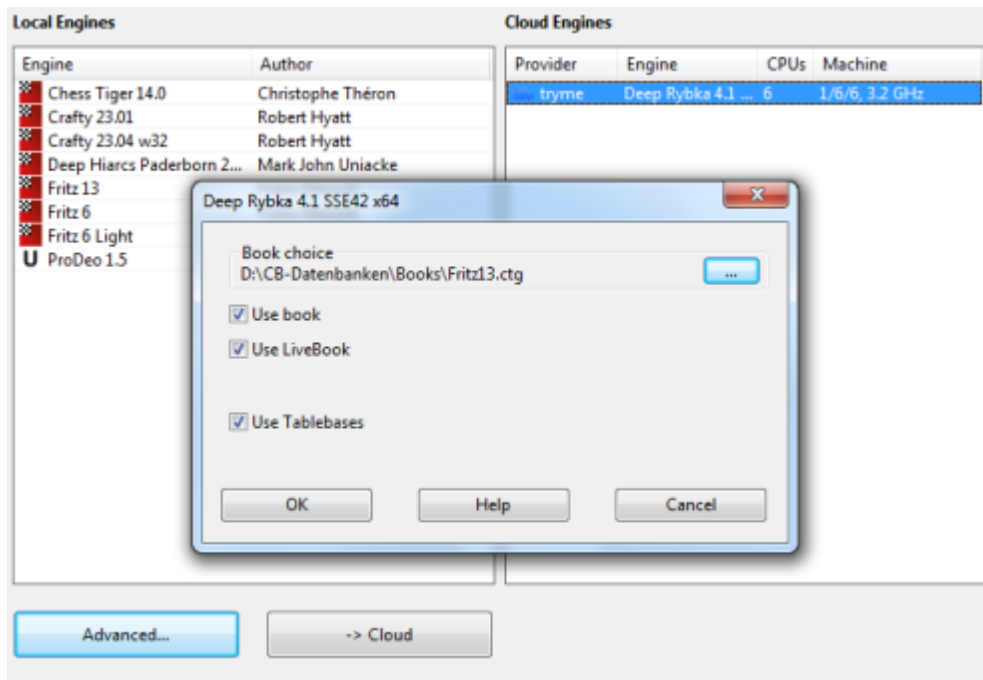 Local Engines
Cloud Engines
Engine Author
Provider Engine CPUs Machine
Chess Tiger 14.0 Christophe Théron
tryme Deep Rybka 4.1 ... 6 1/6/6, 3.2 GHz
Crafty 23.01 Robert Hyatt
Crafty 23.04 w32 Robert Hyatt
Deep Hiarcs Paderborn 2... Mark John Uniacke
Fritz 13
Fritz 6
Fritz 6 Light
U ProDeo 1.5
Deep Rybka 4.1 SSE42 x64
Book choice
D:\CB-Datenbanken\Books\Fritz13.ctg
...
Use book
Use LiveBook
Use Tablebases
OK Help Cancel
Advanced... -> Cloud